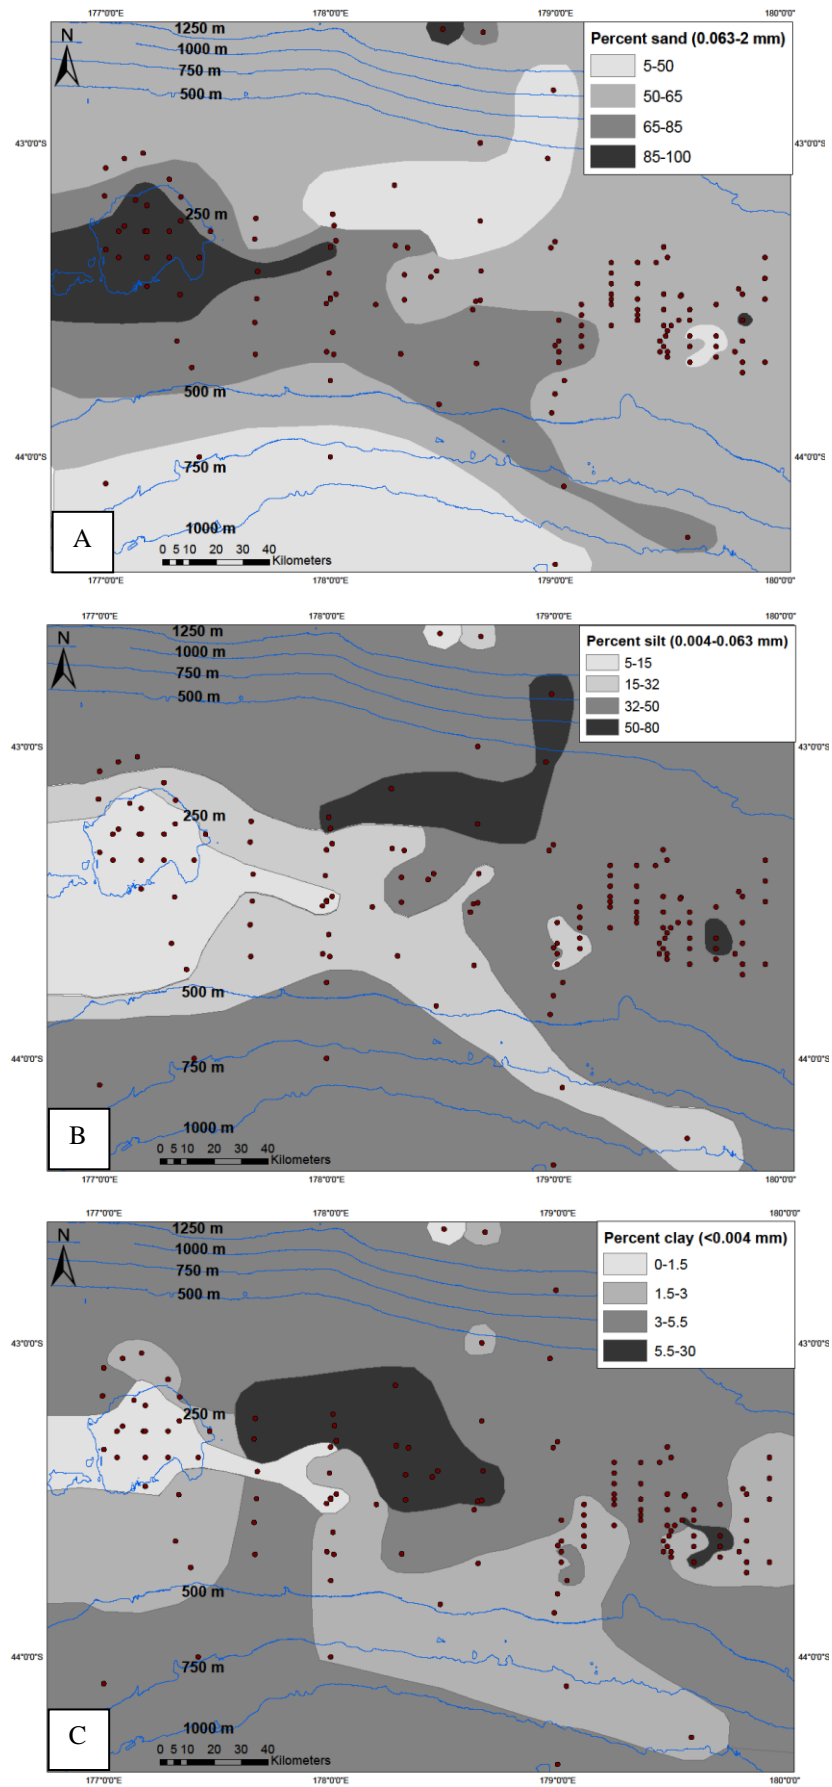 177°0'0"E 178°0'0"E 179°0'0"E 180°0'0"E
1250 m
1000 m
750 m
500 m
N
Percent sand (0.063-2 mm)
5-50
50-65
65-85
85-100
43°0'0"S 43°0'0"S
250 m
500 m
44°0'0"S 44°0'0"S
750 m
1000 m
A
0 5 10 20 30 40
Kilometers
177°0'0"E 178°0'0"E 179°0'0"E 180°0'0"E
177°0'0"E 178°0'0"E 179°0'0"E 180°0'0"E
1250 m
1000 m
750 m
500 m
N
Percent silt (0.004-0.063 mm)
5-15
15-32
32-50
50-80
43°0'0"S 43°0'0"S
250 m
500 m
44°0'0"S 44°0'0"S
750 m
1000 m
B
0 5 10 20 30 40
Kilometers
177°0'0"E 178°0'0"E 179°0'0"E 180°0'0"E
177°0'0"E 178°0'0"E 179°0'0"E 180°0'0"E
1250 m
1000 m
750 m
500 m
N
Percent clay (<0.004 mm)
0-1.5
1.5-3
3-5.5
5.5-30
43°0'0"S 43°0'0"S
250 m
500 m
44°0'0"S 44°0'0"S
750 m
1000 m
C
0 5 10 20 30 40
Kilometers
177°0'0"E 178°0'0"E 179°0'0"E 180°0'0"E